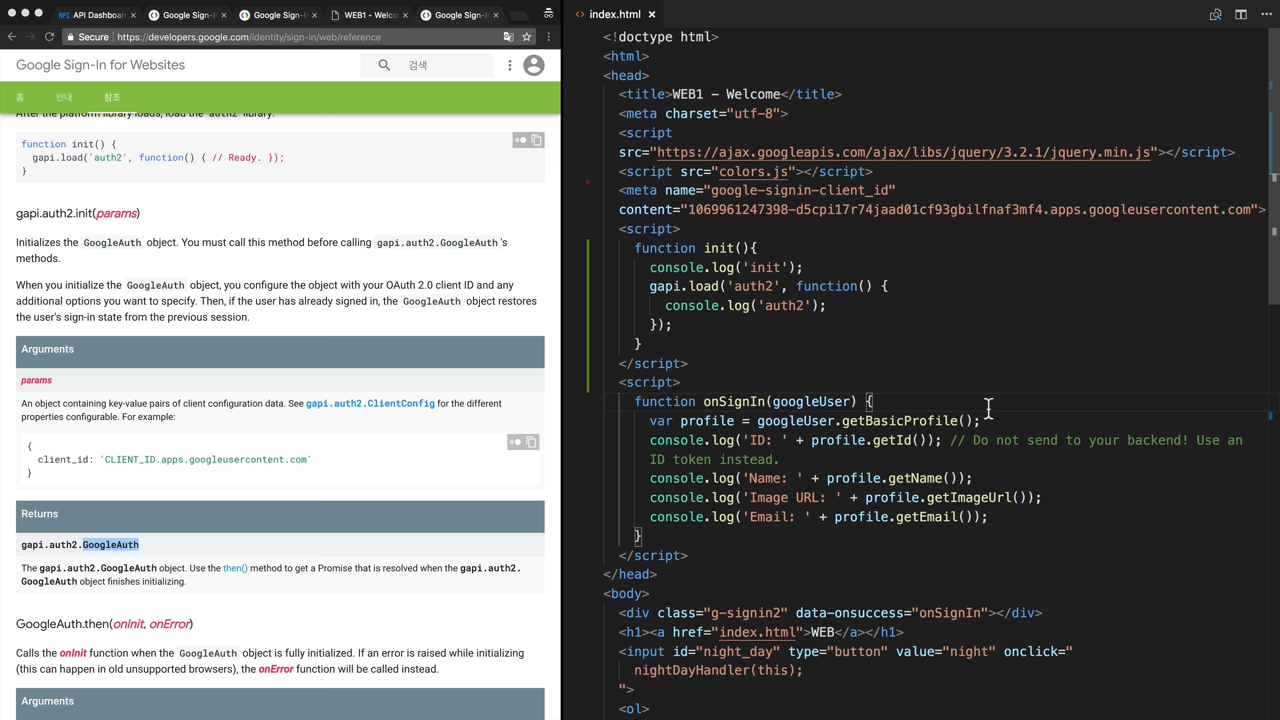 API Dashboar
Google Sign-I
Google Sign-I
WEB1 - Welco
Google Sign-I
Secure
https://developers.google.com/identity/sign-in/web/reference
Google Sign-In for Websites
검색
홈
안내
참조
After the platform library loads, load the auth2 library:
function init() {
gapi.load('auth2', function() { // Ready. });
}
gapi.auth2.init(params)
Initializes the GoogleAuth object. You must call this method before calling gapi.auth2.GoogleAuth's
methods.
When you initialize the GoogleAuth object, you configure the object with your OAuth 2.0 client ID and any
additional options you want to specify. Then, if the user has already signed in, the GoogleAuth object restores
the user's sign-in state from the previous session.
Arguments
params
An object containing key-value pairs of client configuration data. See gapi.auth2.ClientConfig for the different
properties configurable. For example:
{
client_id: 'CLIENT_ID.apps.googleusercontent.com'
}
Returns
gapi.auth2.GoogleAuth
The gapi.auth2.GoogleAuth object. Use the then() method to get a Promise that is resolved when the gapi.auth2.
GoogleAuth object finishes initializing.
GoogleAuth.then(onInit, onError)
Calls the onInit function when the GoogleAuth object is fully initialized. If an error is raised while initializing
(this can happen in old unsupported browsers), the onError function will be called instead.
Arguments
index.html
<!doctype html>
<html>
<head>
<title>WEB1 - Welcome</title>
<meta charset="utf-8">
<script
src="https://ajax.googleapis.com/ajax/libs/jquery/3.2.1/jquery.min.js"></script>
<script src="colors.js"></script>
<meta name="google-signin-client_id"
content="1069961247398-d5cpi17r74jaad01cf93gbilfnaf3mf4.apps.googleusercontent.com">
<script>
function init(){
console.log('init');
gapi.load('auth2', function() {
console.log('auth2');
});
}
</script>
<script>
function onSignIn(googleUser) {
var profile = googleUser.getBasicProfile();
console.log('ID: ' + profile.getId()); // Do not send to your backend! Use an
ID token instead.
console.log('Name: ' + profile.getName());
console.log('Image URL: ' + profile.getImageUrl());
console.log('Email: ' + profile.getEmail());
}
</script>
</head>
<body>
<div class="g-signin2" data-onsuccess="onSignIn"></div>
<h1><a href="index.html">WEB</a></h1>
<input id="night_day" type="button" value="night" onclick="
nightDayHandler(this);
">
<ol>